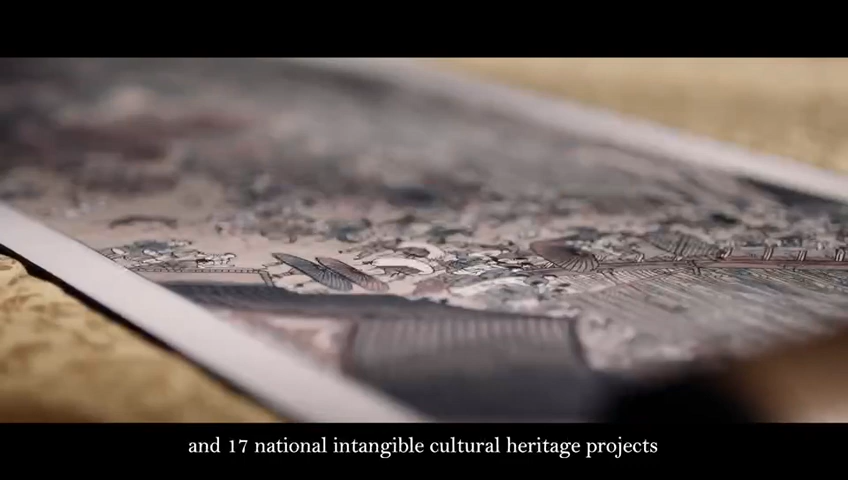 and 17 national intangible cultural heritage projects